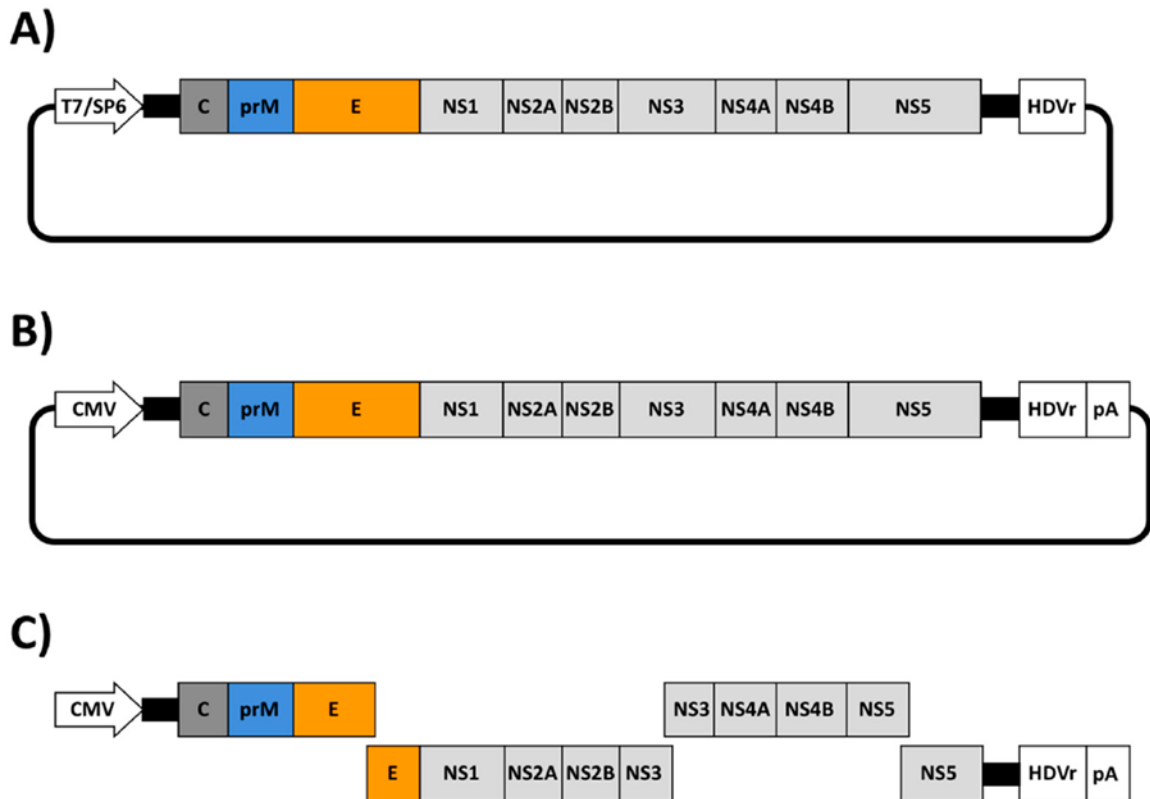 A)
T7/SP6 C prM E NS1 NS2A NS2B NS3 NS4A NS4B NS5 HDVr
B)
CMV C prM E NS1 NS2A NS2B NS3 NS4A NS4B NS5 HDVr pA
C)
CMV C prM E NS3 NS4A NS4B NS5
E NS1 NS2A NS2B NS3 NS5 HDVr pA